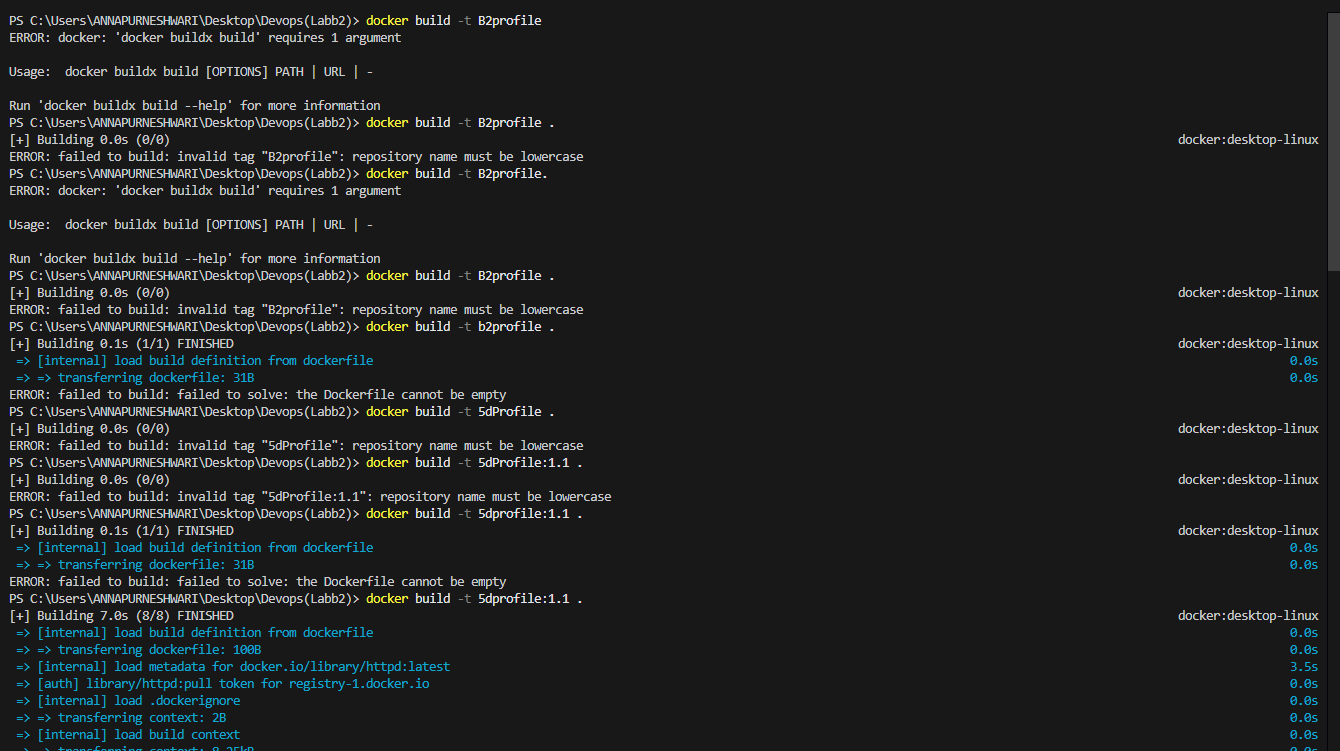 PS C:\Users\ANNAPURNESHWARI\Desktop\Devops(Labb2)> docker build -t B2profile
ERROR: docker: 'docker buildx build' requires 1 argument
Usage:  docker buildx build [OPTIONS] PATH | URL | -
Run 'docker buildx build --help' for more information
PS C:\Users\ANNAPURNESHWARI\Desktop\Devops(Labb2)> docker build -t B2profile .
[+] Building 0.0s (0/0) docker:desktop-linux
ERROR: failed to build: invalid tag "B2profile": repository name must be lowercase
PS C:\Users\ANNAPURNESHWARI\Desktop\Devops(Labb2)> docker build -t B2profile.
ERROR: docker: 'docker buildx build' requires 1 argument
Usage:  docker buildx build [OPTIONS] PATH | URL | -
Run 'docker buildx build --help' for more information
PS C:\Users\ANNAPURNESHWARI\Desktop\Devops(Labb2)> docker build -t B2profile .
[+] Building 0.0s (0/0) docker:desktop-linux
ERROR: failed to build: invalid tag "B2profile": repository name must be lowercase
PS C:\Users\ANNAPURNESHWARI\Desktop\Devops(Labb2)> docker build -t b2profile .
[+] Building 0.1s (1/1) FINISHED docker:desktop-linux
=> [internal] load build definition from dockerfile 0.0s
=> => transferring dockerfile: 31B 0.0s
ERROR: failed to build: failed to solve: the Dockerfile cannot be empty
PS C:\Users\ANNAPURNESHWARI\Desktop\Devops(Labb2)> docker build -t 5dProfile .
[+] Building 0.0s (0/0) docker:desktop-linux
ERROR: failed to build: invalid tag "5dProfile": repository name must be lowercase
PS C:\Users\ANNAPURNESHWARI\Desktop\Devops(Labb2)> docker build -t 5dProfile:1.1 .
[+] Building 0.0s (0/0) docker:desktop-linux
ERROR: failed to build: invalid tag "5dProfile:1.1": repository name must be lowercase
PS C:\Users\ANNAPURNESHWARI\Desktop\Devops(Labb2)> docker build -t 5dprofile:1.1 .
[+] Building 0.1s (1/1) FINISHED docker:desktop-linux
=> [internal] load build definition from dockerfile 0.0s
=> => transferring dockerfile: 31B 0.0s
ERROR: failed to build: failed to solve: the Dockerfile cannot be empty
PS C:\Users\ANNAPURNESHWARI\Desktop\Devops(Labb2)> docker build -t 5dprofile:1.1 .
[+] Building 7.0s (8/8) FINISHED docker:desktop-linux
=> [internal] load build definition from dockerfile 0.0s
=> => transferring dockerfile: 100B 0.0s
=> [internal] load metadata for docker.io/library/httpd:latest 3.5s
=> [auth] library/httpd:pull token for registry-1.docker.io 0.0s
=> [internal] load .dockerignore 0.0s
=> => transferring context: 2B 0.0s
=> [internal] load build context 0.0s
=> => transferring context: